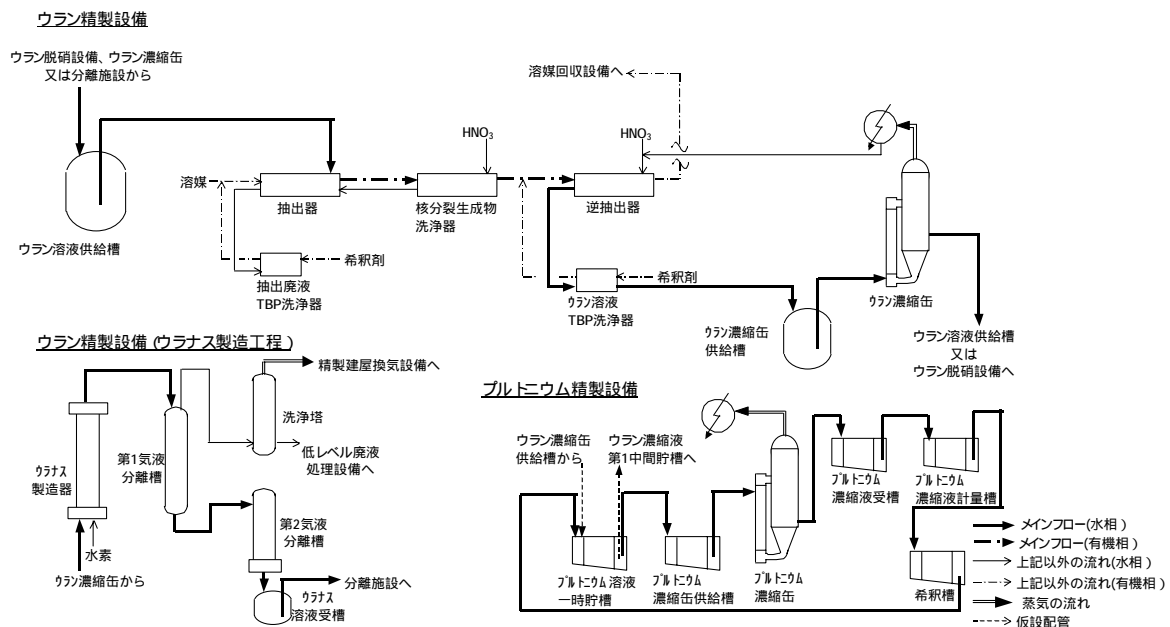 ウラン精製設備
ウラン脱硝設備、ウラン濃縮缶
又は分離施設から
ウラン溶液供給槽
溶媒
抽出器
抽出廃液
TBP洗浄器
希釈剤
HNO3
核分裂生成物
洗浄器
溶媒回収設備へ
HNO3
逆抽出器
希釈剤
ウラン溶液
TBP洗浄器
ウラン濃縮缶
供給槽
ウラン濃縮缶
ウラン溶液供給槽
又は
ウラン脱硝設備へ
ウラン精製設備(ウラナス製造工程)
精製建屋換気設備へ
洗浄塔
低レベル廃液
処理設備へ
第1気液
分離槽
ウラナス
製造器
水素
ウラン濃縮缶から
第2気液
分離槽
分離施設へ
ウラナス
溶液受槽
プルトニウム精製設備
ウラン濃縮缶
供給槽から
ウラン濃縮液
第1中間貯槽へ
プルトニウム溶液
一時貯槽
プルトニウム
濃縮缶供給槽
プルトニウム
濃縮缶
プルトニウム
濃縮液受槽
プルトニウム
濃縮液計量槽
希釈槽
メインフロー(水相)
メインフロー(有機相)
上記以外の流れ(水相)
上記以外の流れ(有機相)
蒸気の流れ
仮設配管